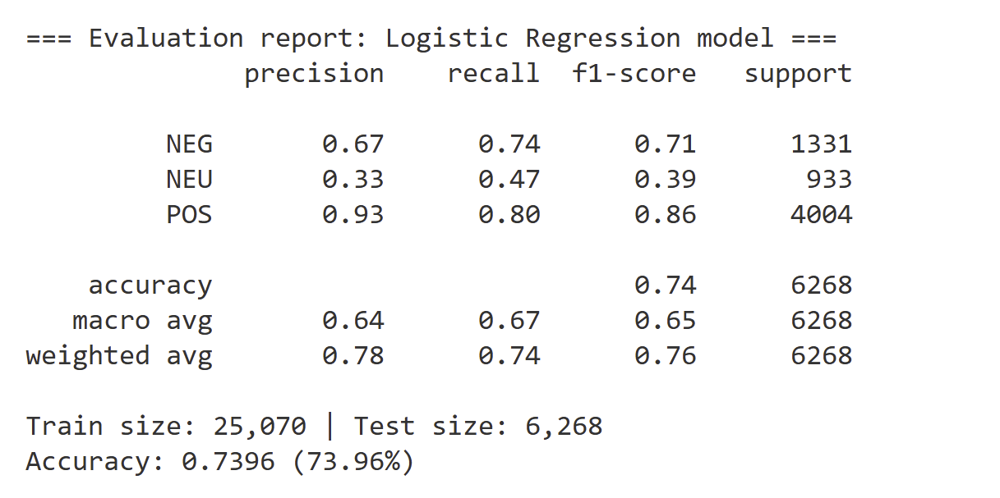 === Evaluation report: Logistic Regression model ===
precision recall f1-score support
NEG 0.67 0.74 0.71 1331
NEU 0.33 0.47 0.39 933
POS 0.93 0.80 0.86 4004
accuracy 0.74 6268
macro avg 0.64 0.67 0.65 6268
weighted avg 0.78 0.74 0.76 6268
Train size: 25,070 | Test size: 6,268
Accuracy: 0.7396 (73.96%)